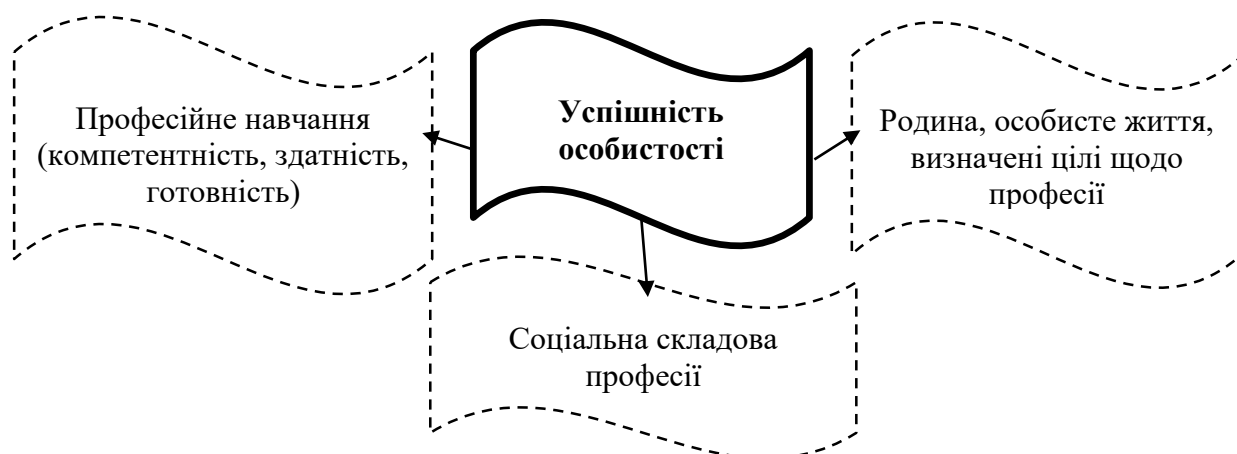 Професійне навчання
(компетентність, здатність,
готовність)
Успішність
особистості
Родина, особисте життя,
визначені цілі щодо
професії
Соціальна складова
професії